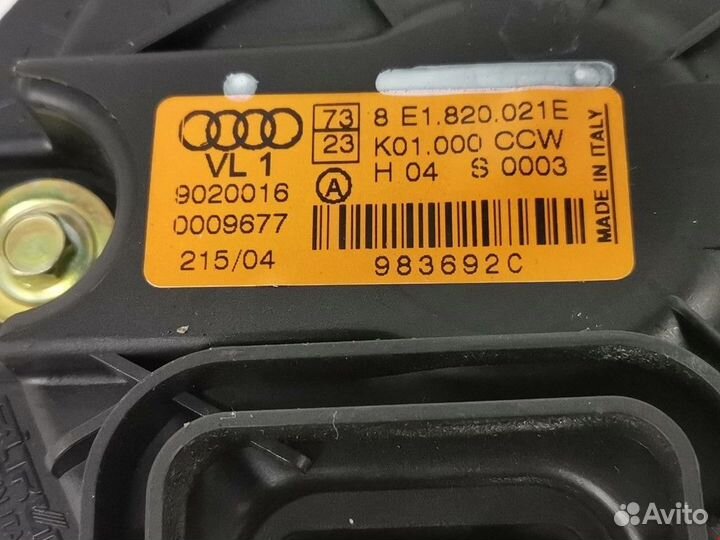 73 8 E1.820.021E
23 K01.000 CCW
VL 1 A H 04 S 0003
9020016
0009677
215/04
983692C
MADE IN ITALY
Avito